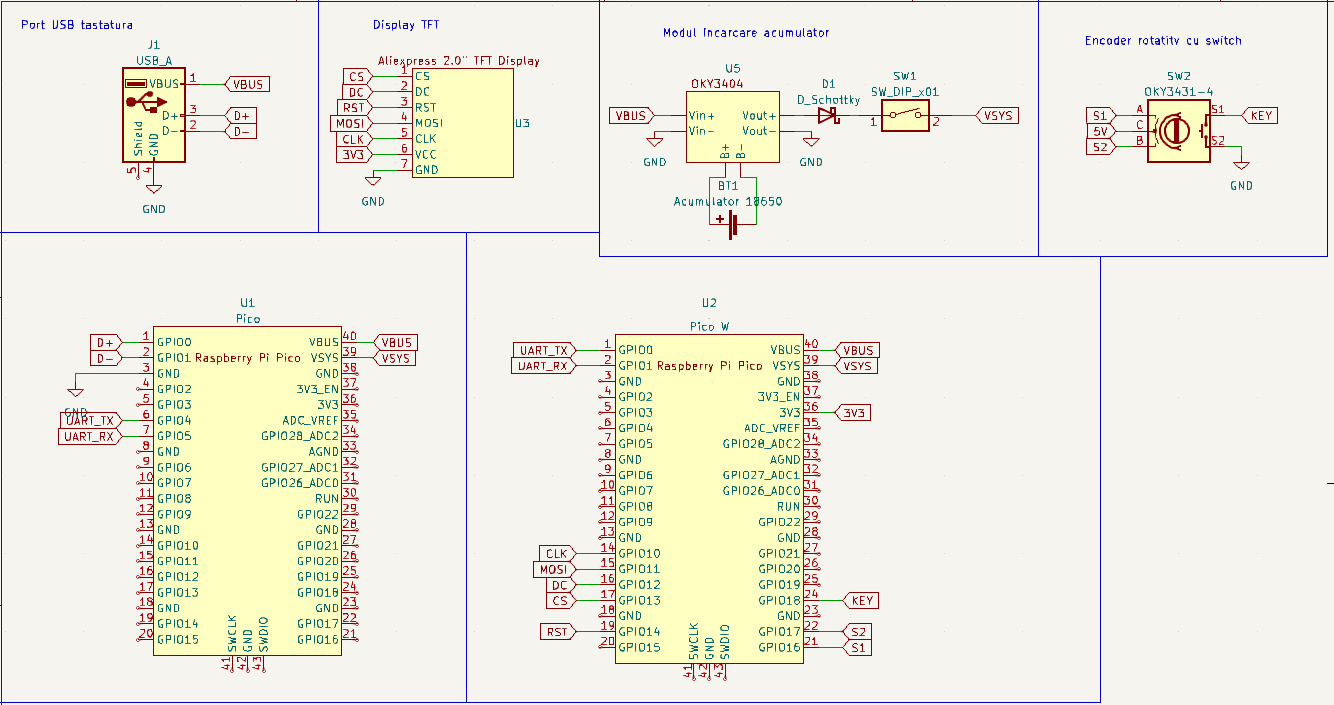 Port USB tastatura
J1
USB_A
VBUS
1
VBUS
D+
3
D+
D-
2
D-
Shield
GND
5
4
GND
Display TFT
Aliexpress 2.0" TFT Display
CS
1
CS
DC
2
DC
RST
3
RST
MOSI
4
MOSI
U3
CLK
5
CLK
3V3
6
VCC
7
GND
GND
Modul incarcare acumulator
U5
OKY3404
VBUS
Vin+
Vout+
Vin-
Vout-
GND
B+
B-
GND
D1
D_Schottky
SW1
SW_DIP_x01
1
2
VSYS
BT1
Acumulator 18650
+
Encoder rotativ cu switch
SW2
OKY3431-4
S1
A
S1
KEY
5V
C
S2
B
S2
GND
U1
Pico
Raspberry Pi Pico
D+
1
GPIO0
VBUS
40
VBUS
D-
2
GPIO1
VSYS
39
VSYS
3
GND
GND
38
GND
4
GPIO2
3V3_EN
37
5
GPIO3
3V3
36
UART_TX
6
GPIO4
ADC_VREF
35
UART_RX
7
GPIO5
GPIO28_ADC2
34
8
GND
AGND
33
9
GPIO6
GPIO27_ADC1
32
10
GPIO7
GPIO26_ADC0
31
11
GPIO8
RUN
30
12
GPIO9
GPIO22
29
13
GND
GND
28
14
GPIO10
GPIO21
27
15
GPIO11
GPIO20
26
16
GPIO12
GPIO19
25
17
GPIO13
GPIO18
24
18
GND
GND
23
19
GPIO14
GPIO17
22
20
GPIO15
GPIO16
21
SWCLK
GND
SWDIO
41
42
43
U2
Pico W
Raspberry Pi Pico
UART_TX
1
GPIO0
VBUS
40
VBUS
UART_RX
2
GPIO1
VSYS
39
VSYS
3
GND
GND
38
4
GPIO2
3V3_EN
37
5
GPIO3
3V3
36
3V3
6
GPIO4
ADC_VREF
35
7
GPIO5
GPIO28_ADC2
34
8
GND
AGND
33
9
GPIO6
GPIO27_ADC1
32
10
GPIO7
GPIO26_ADC0
31
11
GPIO8
RUN
30
12
GPIO9
GPIO22
29
13
GND
GND
28
CLK
14
GPIO10
GPIO21
27
MOSI
15
GPIO11
GPIO20
26
DC
16
GPIO12
GPIO19
25
CS
17
GPIO13
GPIO18
24
KEY
18
GND
GND
23
RST
19
GPIO14
GPIO17
22
S2
20
GPIO15
GPIO16
21
S1
SWCLK
GND
SWDIO
41
42
43